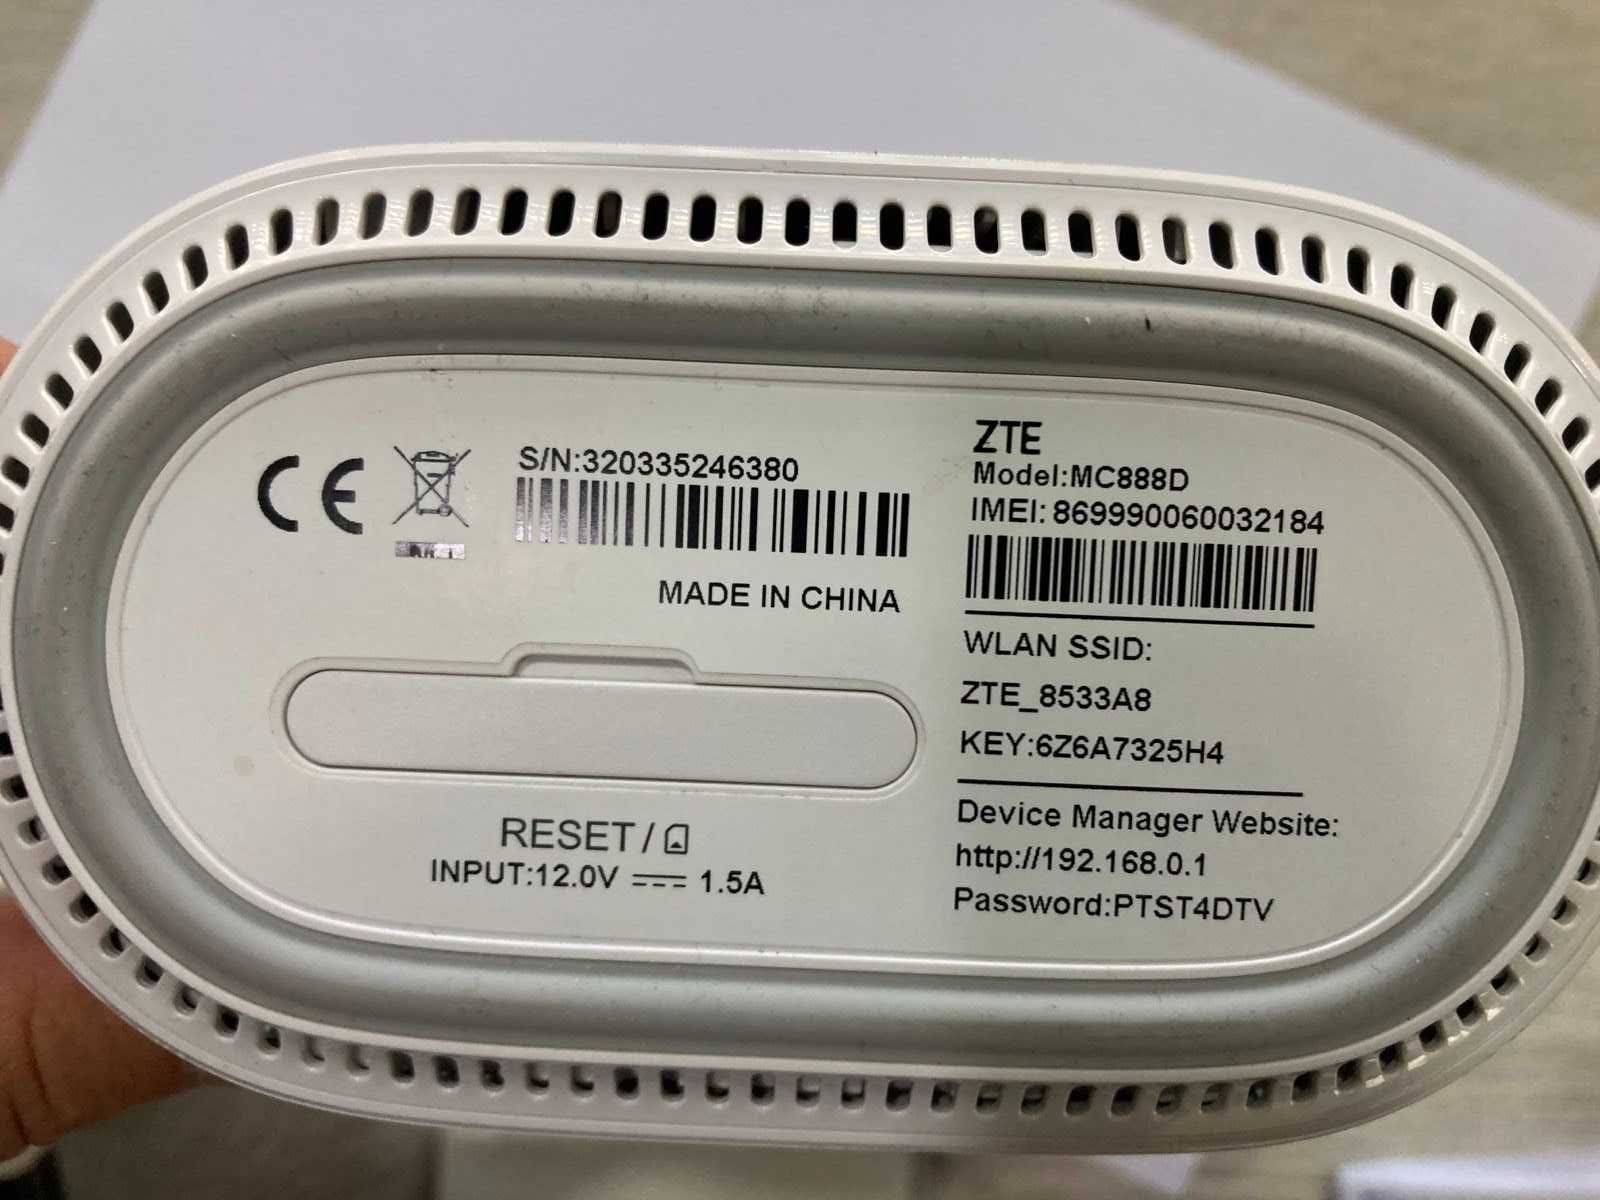 S/N:320335246380
MADE IN CHINA
RESET/
INPUT:12.0V 1.5A
ZTE
Model:MC888D
IMEI: 869990060032184
WLAN SSID:
ZTE_8533A8
KEY:6Z6A7325H4
Device Manager Website:
http://192.168.0.1
Password:PTST4DTV